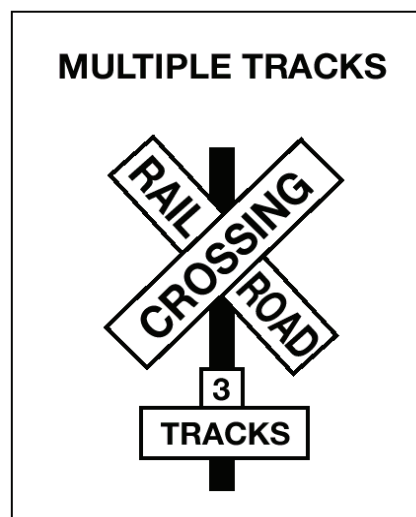 MULTIPLE TRACKS
RAIL
CROSSING
ROAD
3
TRACKS